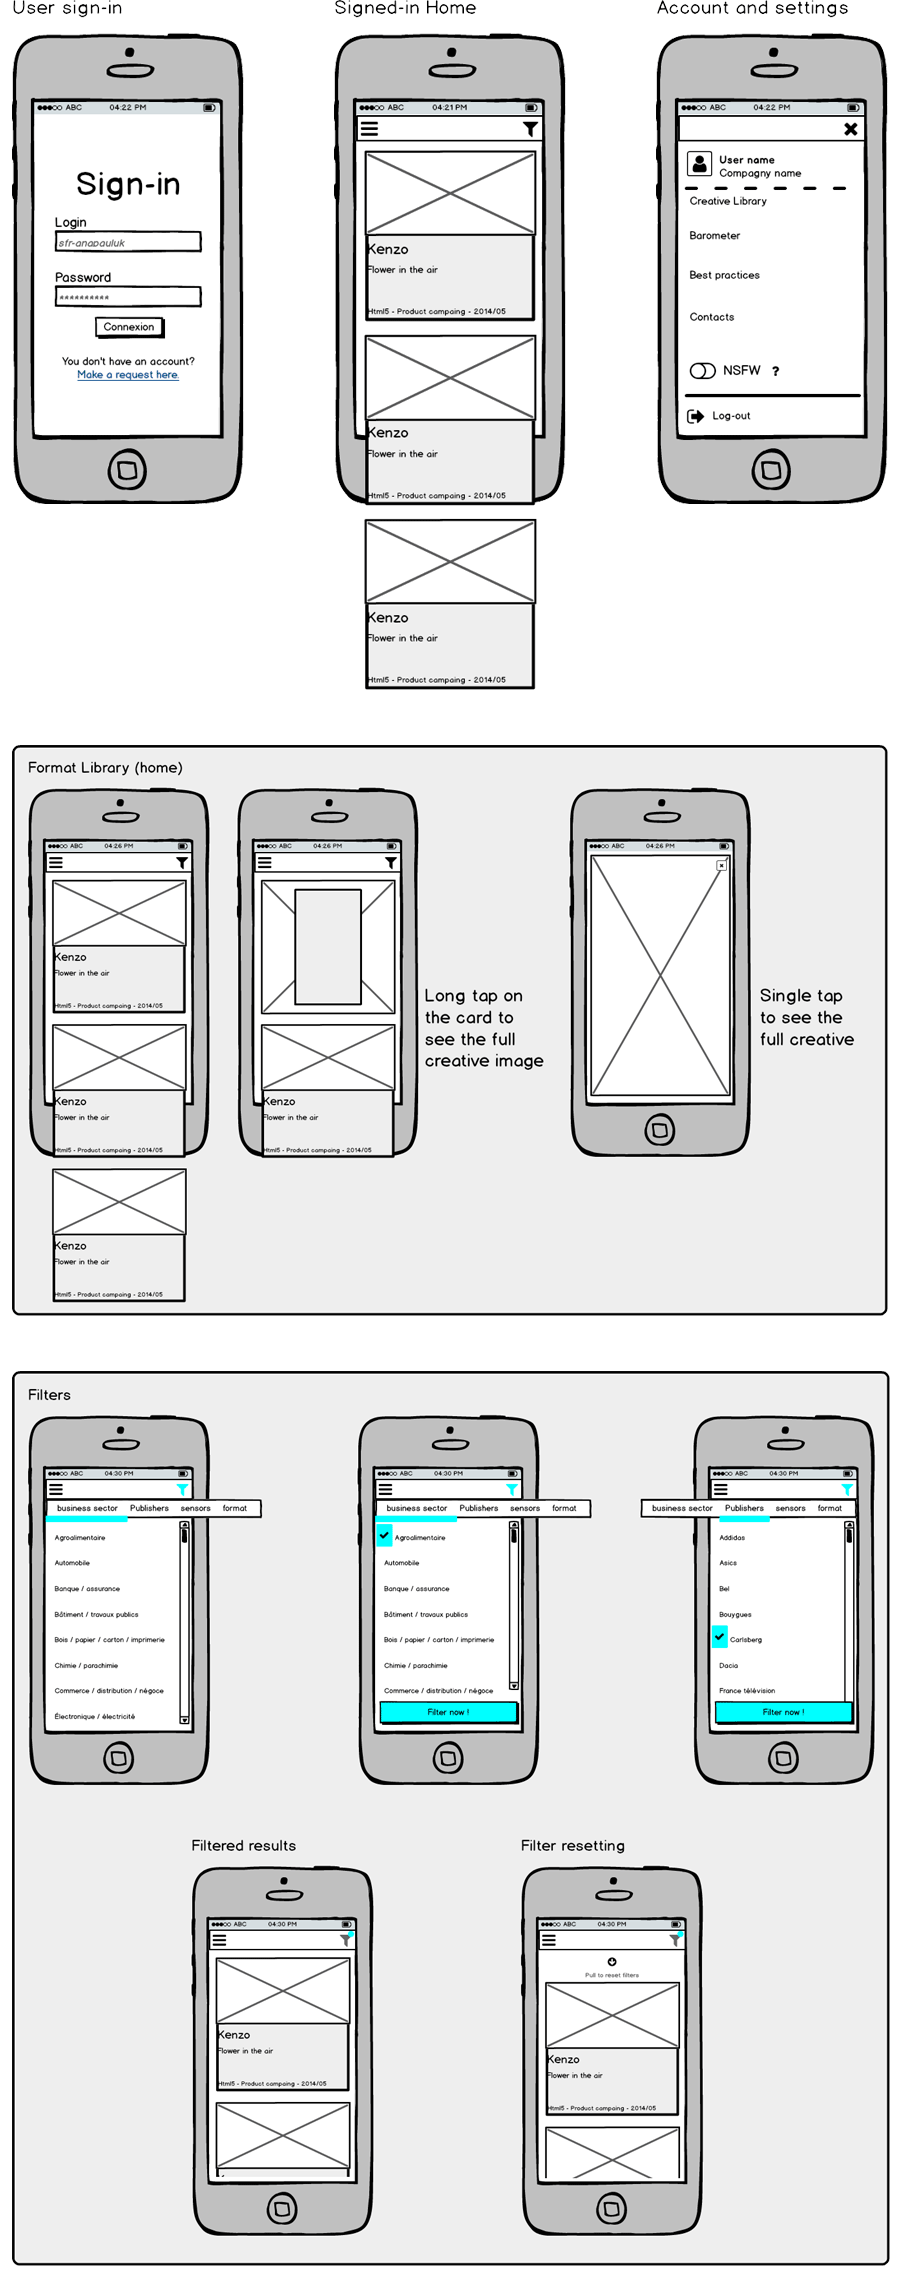 User sign-in
Signed-in Home
Account and settings
ABC 04:22 PM
Sign-in
Login
sfr-anapauluk
Password
**********
Connexion
You don't have an account?
Make a request here.
ABC 04:21 PM
Kenzo
Flower in the air
Html5 - Product campaing - 2014/05
Kenzo
Flower in the air
Html5 - Product campaing - 2014/05
Kenzo
Flower in the air
Html5 - Product campaing - 2014/05
ABC 04:22 PM
User name
Compagny name
Creative Library
Barometer
Best practices
Contacts
NSFW ?
Log-out
Format Library (home)
ABC 04:26 PM
Kenzo
Flower in the air
Html5 - Product campaing - 2014/05
Kenzo
Flower in the air
Html5 - Product campaing - 2014/05
Kenzo
Flower in the air
Html5 - Product campaing - 2014/05
ABC 04:26 PM
Kenzo
Flower in the air
Html5 - Product campaing - 2014/05
Long tap on
the card to
see the full
creative image
ABC 04:26 PM
Single tap
to see the
full creative
Filters
ABC 04:30 PM
business sector Publishers sensors format
Agroalimentaire
Automobile
Banque / assurance
Bâtiment / travaux publics
Bois / papier / carton / imprimerie
Chimie / parachimie
Commerce / distribution / négoce
Électronique / électricité
ABC 04:30 PM
business sector Publishers sensors format
Agroalimentaire
Automobile
Banque / assurance
Bâtiment / travaux publics
Bois / papier / carton / imprimerie
Chimie / parachimie
Commerce / distribution / négoce
Filter now !
ABC 04:30 PM
business sector Publishers sensors format
Addidas
Asics
Bel
Bouygues
Carlsberg
Dacia
France télévision
Filter now !
Filtered results
ABC 04:30 PM
Kenzo
Flower in the air
Html5 - Product campaing - 2014/05
Filter resetting
ABC 04:30 PM
Pull to reset filters
Kenzo
Flower in the air
Html5 - Product campaing - 2014/05